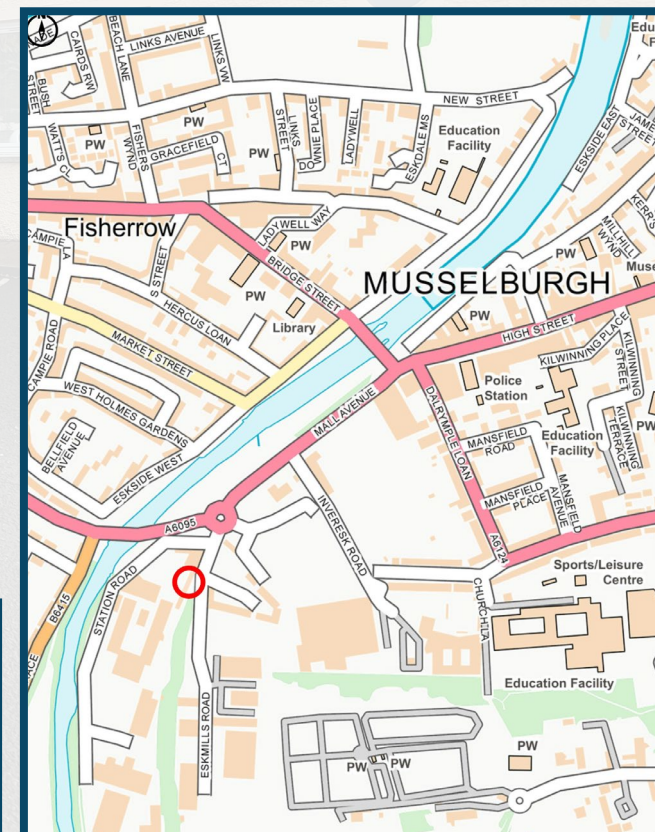 ADE
CAIRDS RW
BEACH LANE
LINKS AVENUE
LINKS VW
BUSH
STREET
WATT'S CL
PW
FISHERS
WYND
PW
GRACEFIELD CT
PW
LINKS
STREET
LINKS
LADYWELL
ESKDALE MS
NEW STREET
Education
Facility
ESKSIDE EAST
STREET
Fisherrow
LADYWELL WAY
PW
BRIDGE STREET
PW
Library
MUSSELBURGH
PW
MILLHILL
WYND
KERR'S
PW
HIGH STREET
CAMPIE LA
S STREET
HERCUS LOAN
MARKET STREET
CAMPIE ROAD
WEST HOLMES GARDENS
BELLFIELD
AVENUE
ESKSIDE WEST
MALL AVENUE
DALRYMPLE LOAN
Police
Station
KILWINNING PLACE
KILWINNING
STREET
KILWINNING
TERRACE
PW
MANSFIELD
ROAD
Education
Facility
MANSFIELD
PLACE
MANSFIELD
AVENUE
A6095
INVERESK ROAD
A6124
B6415
STATION ROAD
CHURCH LA
Sports/Leisure
Centre
ESKMILLS ROAD
Education Facility
PW
PW
PW